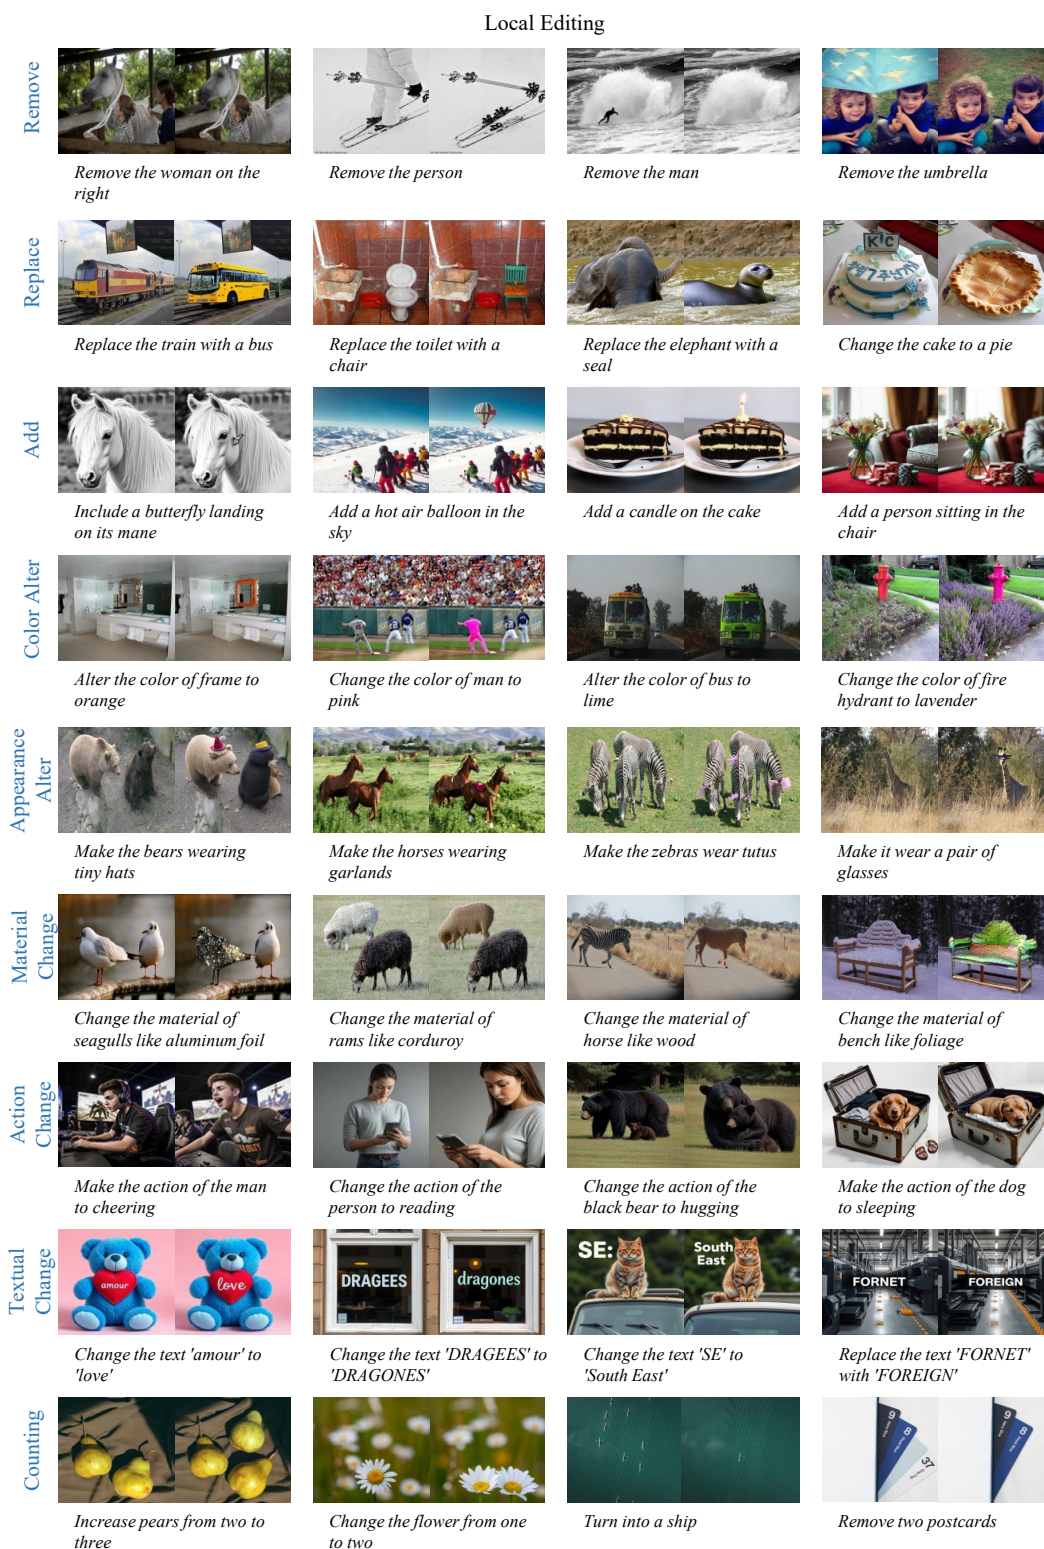 Local Editing
Remove
Remove the woman on the
right
Remove the person
Remove the man
Remove the umbrella
Replace
KIC
Replace the train with a bus
Replace the toilet with a
chair
Replace the elephant with a
seal
Change the cake to a pie
Add
Include a butterfly landing
on its mane
Add a hot air balloon in the
sky
Add a candle on the cake
Add a person sitting in the
chair
Color Alter
Alter the color of frame to
orange
Change the color of man to
pink
Alter the color of bus to
lime
Change the color of fire
hydrant to lavender
Appearance
Alter
Make the bears wearing
tiny hats
Make the horses wearing
garlands
Make the zebras wear tutus
Make it wear a pair of
glasses
Material
Change
Change the material of
seagulls like aluminum foil
Change the material of
rams like corduroy
Change the material of
horse like wood
Change the material of
bench like foliage
Action
Change
Make the action of the man
to cheering
Change the action of the
person to reading
Change the action of the
black bear to hugging
Make the action of the dog
to sleeping
Textual
Change
amour
love
DRAGEES
dragones
SE:
South
East
FORNET
FOREIGN
Change the text 'amour' to
'love'
Change the text 'DRAGEES' to
'DRAGONES'
Change the text 'SE' to
'South East'
Replace the text 'FORNET'
with 'FOREIGN'
Counting
9
8
37
9
8
Increase pears from two to
three
Change the flower from one
to two
Turn into a ship
Remove two postcards